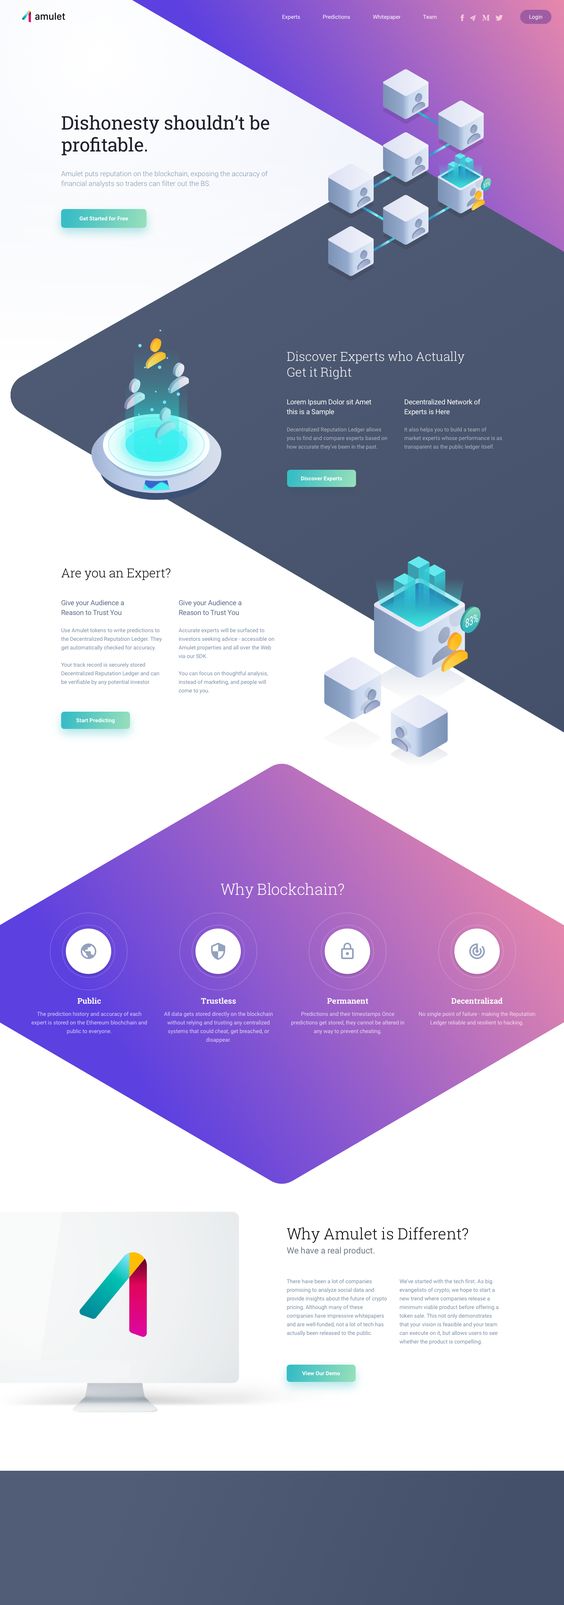 amulet
Experts
Predictions
Whitepaper
Team
Login
Dishonesty shouldn't be
profitable.
Amulet puts reputation on the blockchain, exposing the accuracy of
financial analysts so traders can filter out the BS.
Get Started for Free
Discover Experts who Actually
Get it Right
Lorem Ipsum Dolor sit Amet
this is a Sample
Decentralized Reputation Ledger allows
you to find and compare experts based on
how accurate they've been in the past.
Decentralized Network of
Experts is Here
It also helps you to build a team of
market experts whose performance is as
transparent as the public ledger itself.
Discover Experts
Are you an Expert?
Give your Audience a
Reason to Trust You
Use Amulet tokens to write predictions to
the Decentralized Reputation Ledger. They
get automatically checked for accuracy.
Your track record is securely stored
Decentralized Reputation Ledger and can
be verifiable by any potential investor.
Give your Audience a
Reason to Trust You
Accurate experts will be surfaced to
investors seeking advice - accessible on
Amulet properties and all over the Web
via our SDK.
You can focus on thoughtful analysis,
instead of marketing, and people will
come to you.
Start Predicting
83%
Why Blockchain?
Public
The prediction history and accuracy of each
expert is stored on the Ethereum blockchain and
public to everyone.
Trustless
All data gets stored directly on the blockchain
without relying and trusting any centralized
systems that could cheat, get breached, or
disappear.
Permanent
Predictions and their timestamps Once
predictions get stored, they cannot be altered in
any way to prevent cheating.
Decentralizad
No single point of failure - making the Reputation
Ledger reliable and resilient to hacking.
Why Amulet is Different?
We have a real product.
There have been a lot of companies
promising to analyze social data and
provide insights about the future of crypto
pricing. Although many of these
companies have impressive whitepapers
and are well-funded, not a lot of tech has
actually been released to the public.
We've started with the tech first. As big
evangelists of crypto, we hope to start a
new trend where companies release a
minimum viable product before offering a
token sale. This not only demonstrates
that your vision is feasible and your team
can execute on it, but allows users to see
whether the product is compelling.
View Our Demo